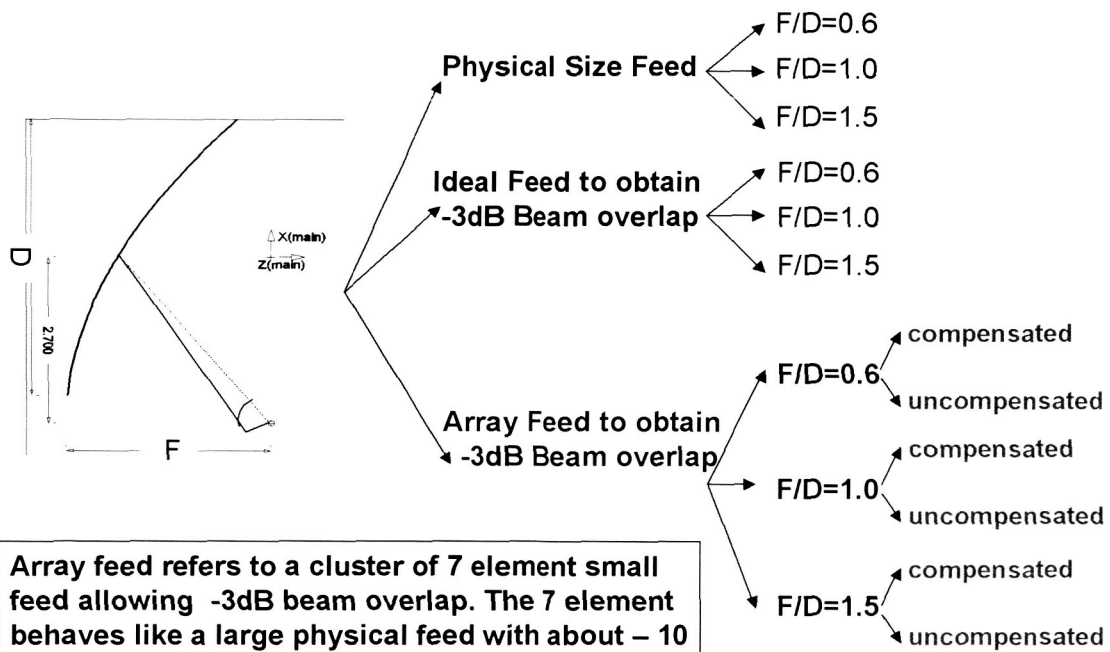 Physical Size Feed
F/D=0.6
F/D=1.0
F/D=1.5
Ideal Feed to obtain
-3dB Beam overlap
F/D=0.6
F/D=1.0
F/D=1.5
Array Feed to obtain
-3dB Beam overlap
F/D=0.6
compensated
uncompensated
F/D=1.0
compensated
uncompensated
F/D=1.5
compensated
uncompensated
D
2.700
X(main)
Z(main)
F
Array feed refers to a cluster of 7 element small
feed allowing -3dB beam overlap. The 7 element
behaves like a large physical feed with about – 10